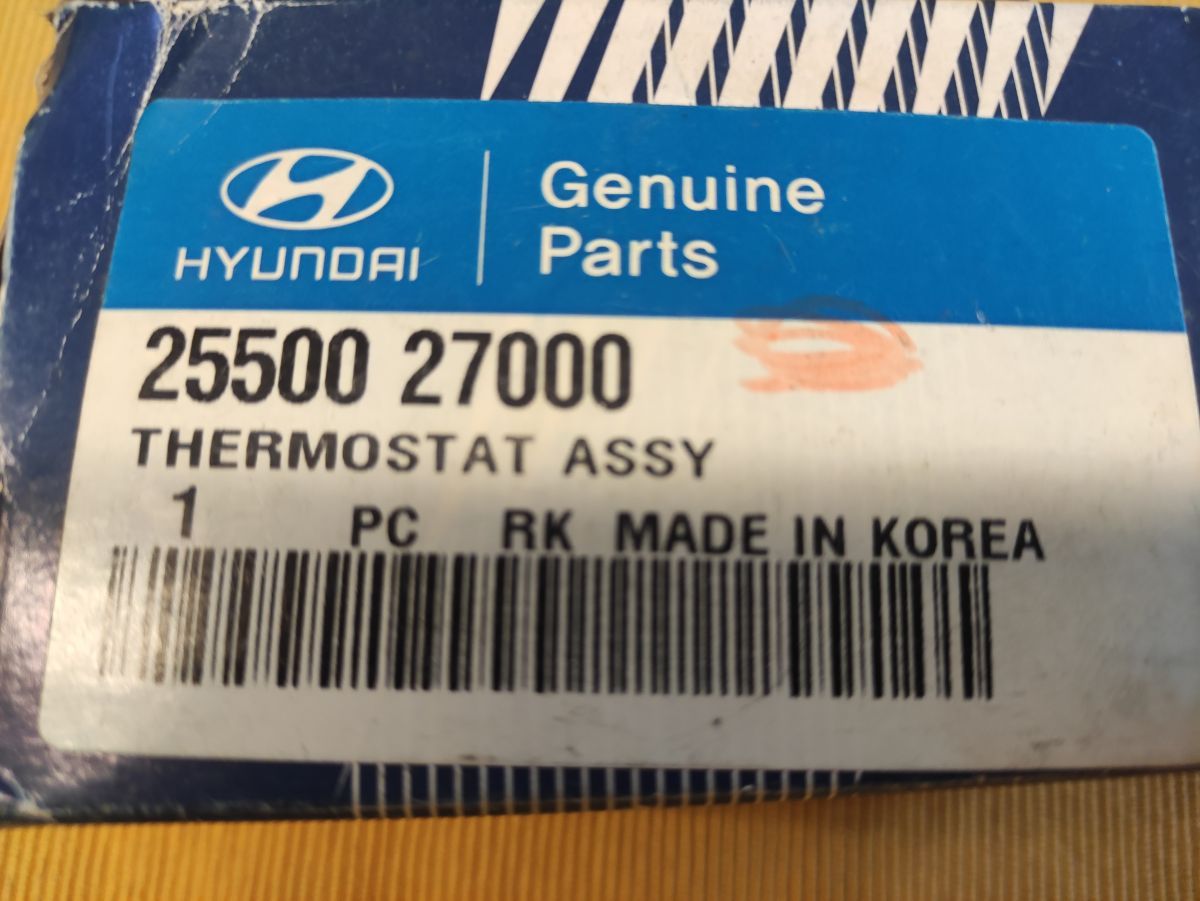 HYUNDAI
Genuine
Parts
25500 27000
THERMOSTAT ASSY
1 PC RK MADE IN KOREA